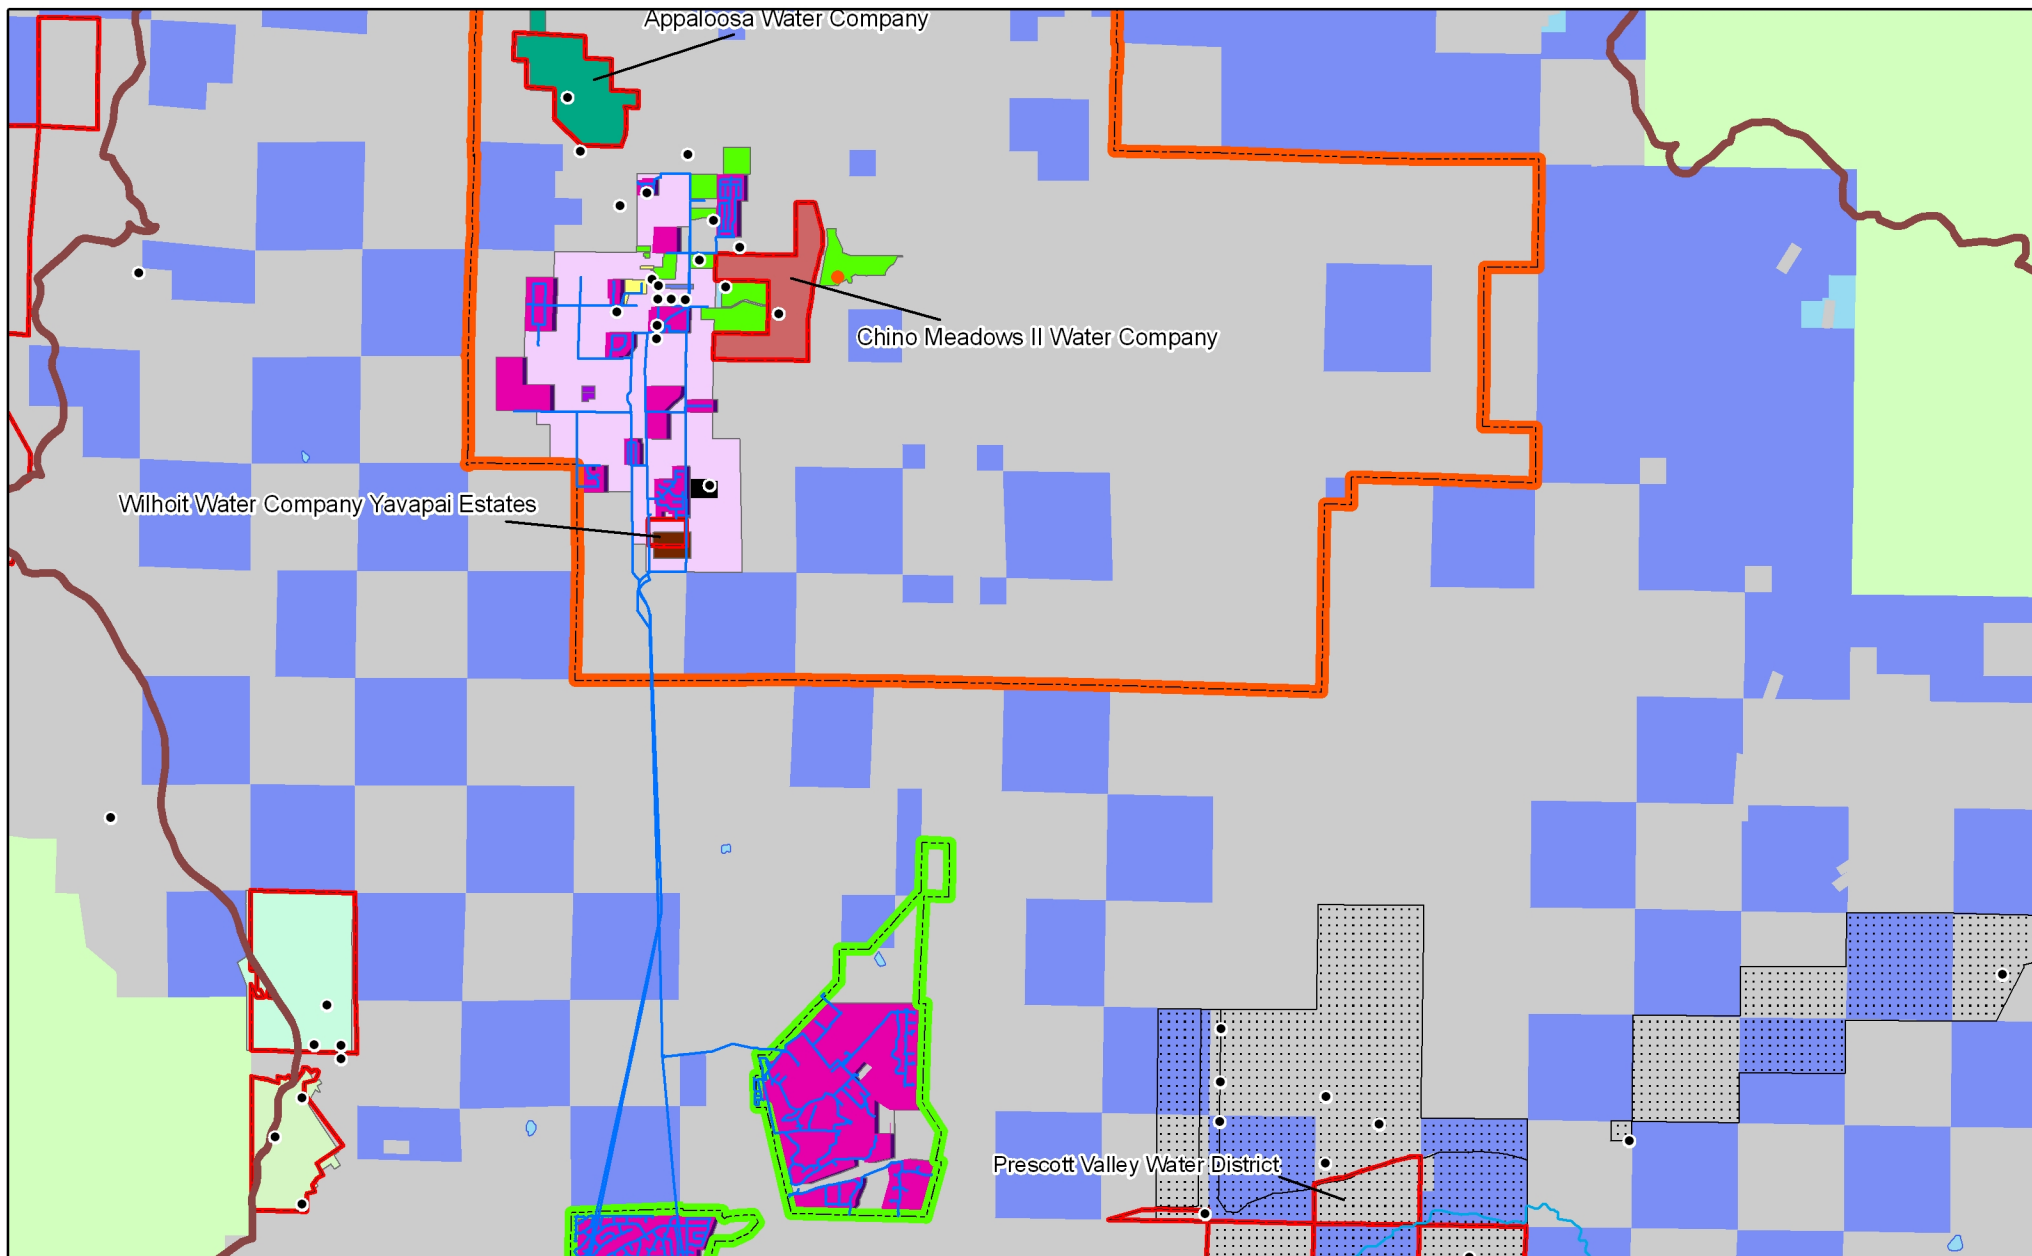 Appaloosa Water Company
Chino Meadows II Water Company
Wilhoit Water Company Yavapai Estates
Prescott Valley Water District